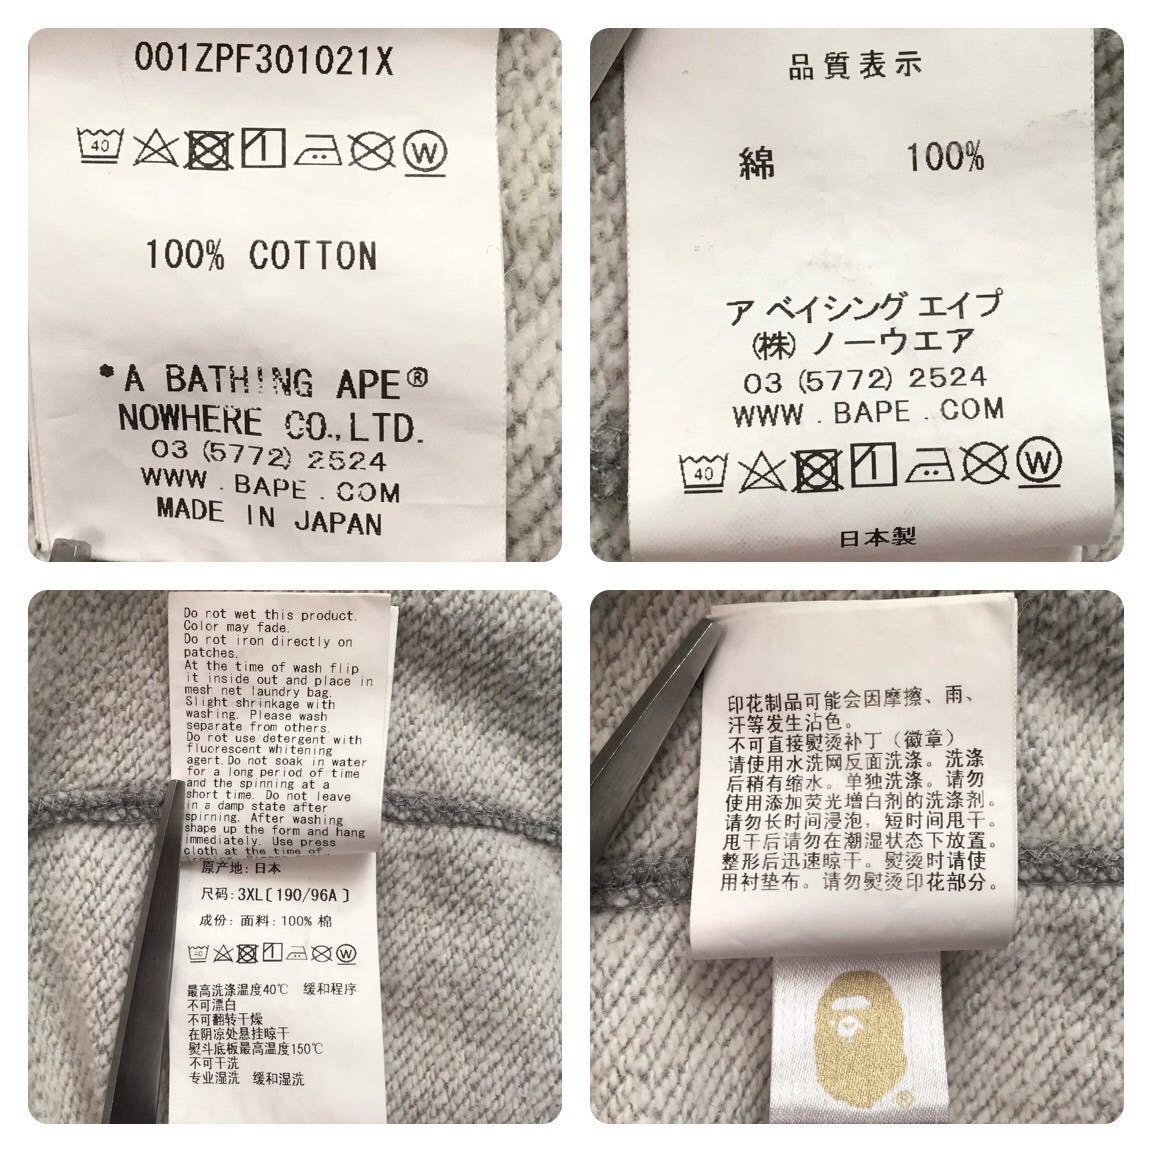 001ZPF301021X
40
100% COTTON
*A BATHING APE®
NOWHERE CO.,LTD.
03 (5772) 2524
WWW.BAPE.COM
MADE IN JAPAN
品質表示
綿 100%
ア ベイシング エイプ
(株) ノーウエア
03 (5772) 2524
WWW.BAPE.COM
40
日本製
Do not wet this product.
Color may fade.
Do not iron directly on
patches.
At the time of wash flip
it inside out and place in
mesh net laundry bag.
Slight shrinkage with
washing. Please wash
separate from others.
Do not use detergent with
fluorescent whitening
agert.Do not soak in water
for a long period of time
and the spinning at a
short time. Do not leave
in a damp state after
spirning. After washing
shape up the form and hang
immediately. Use press
cloth at the time of
原产地: 日本
尺码: 3XL(190/96A)
成份: 面料: 100% 棉
40
最高洗涤温度40℃ 缓和程序
不可漂白
不可翻转干燥
在阴凉处悬挂晾干
熨斗底板最高温度150℃
不可干洗
专业湿洗 缓和湿洗
印花制品可能会因摩擦、雨、
汗等发生沾色。
不可直接熨烫补丁（徽章）
请使用水洗网反面洗涤。洗涤
后稍有缩水。单独洗涤。请勿
使用添加荧光增白剂的洗涤剂。
请勿长时间浸泡，短时间甩干。
甩干后请勿在潮湿状态下放置。
整形后迅速晾干。熨烫时请使
用衬垫布。请勿熨烫印花部分。
®